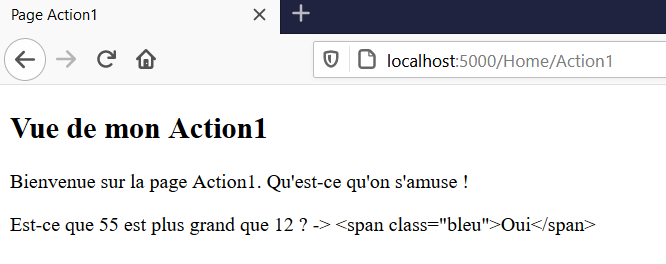 Page Action1
localhost:5000/Home/Action1
Vue de mon Action1
Bienvenue sur la page Action1. Qu'est-ce qu'on s'amuse !
Est-ce que 55 est plus grand que 12 ? -> <span class="bleu">Oui</span>